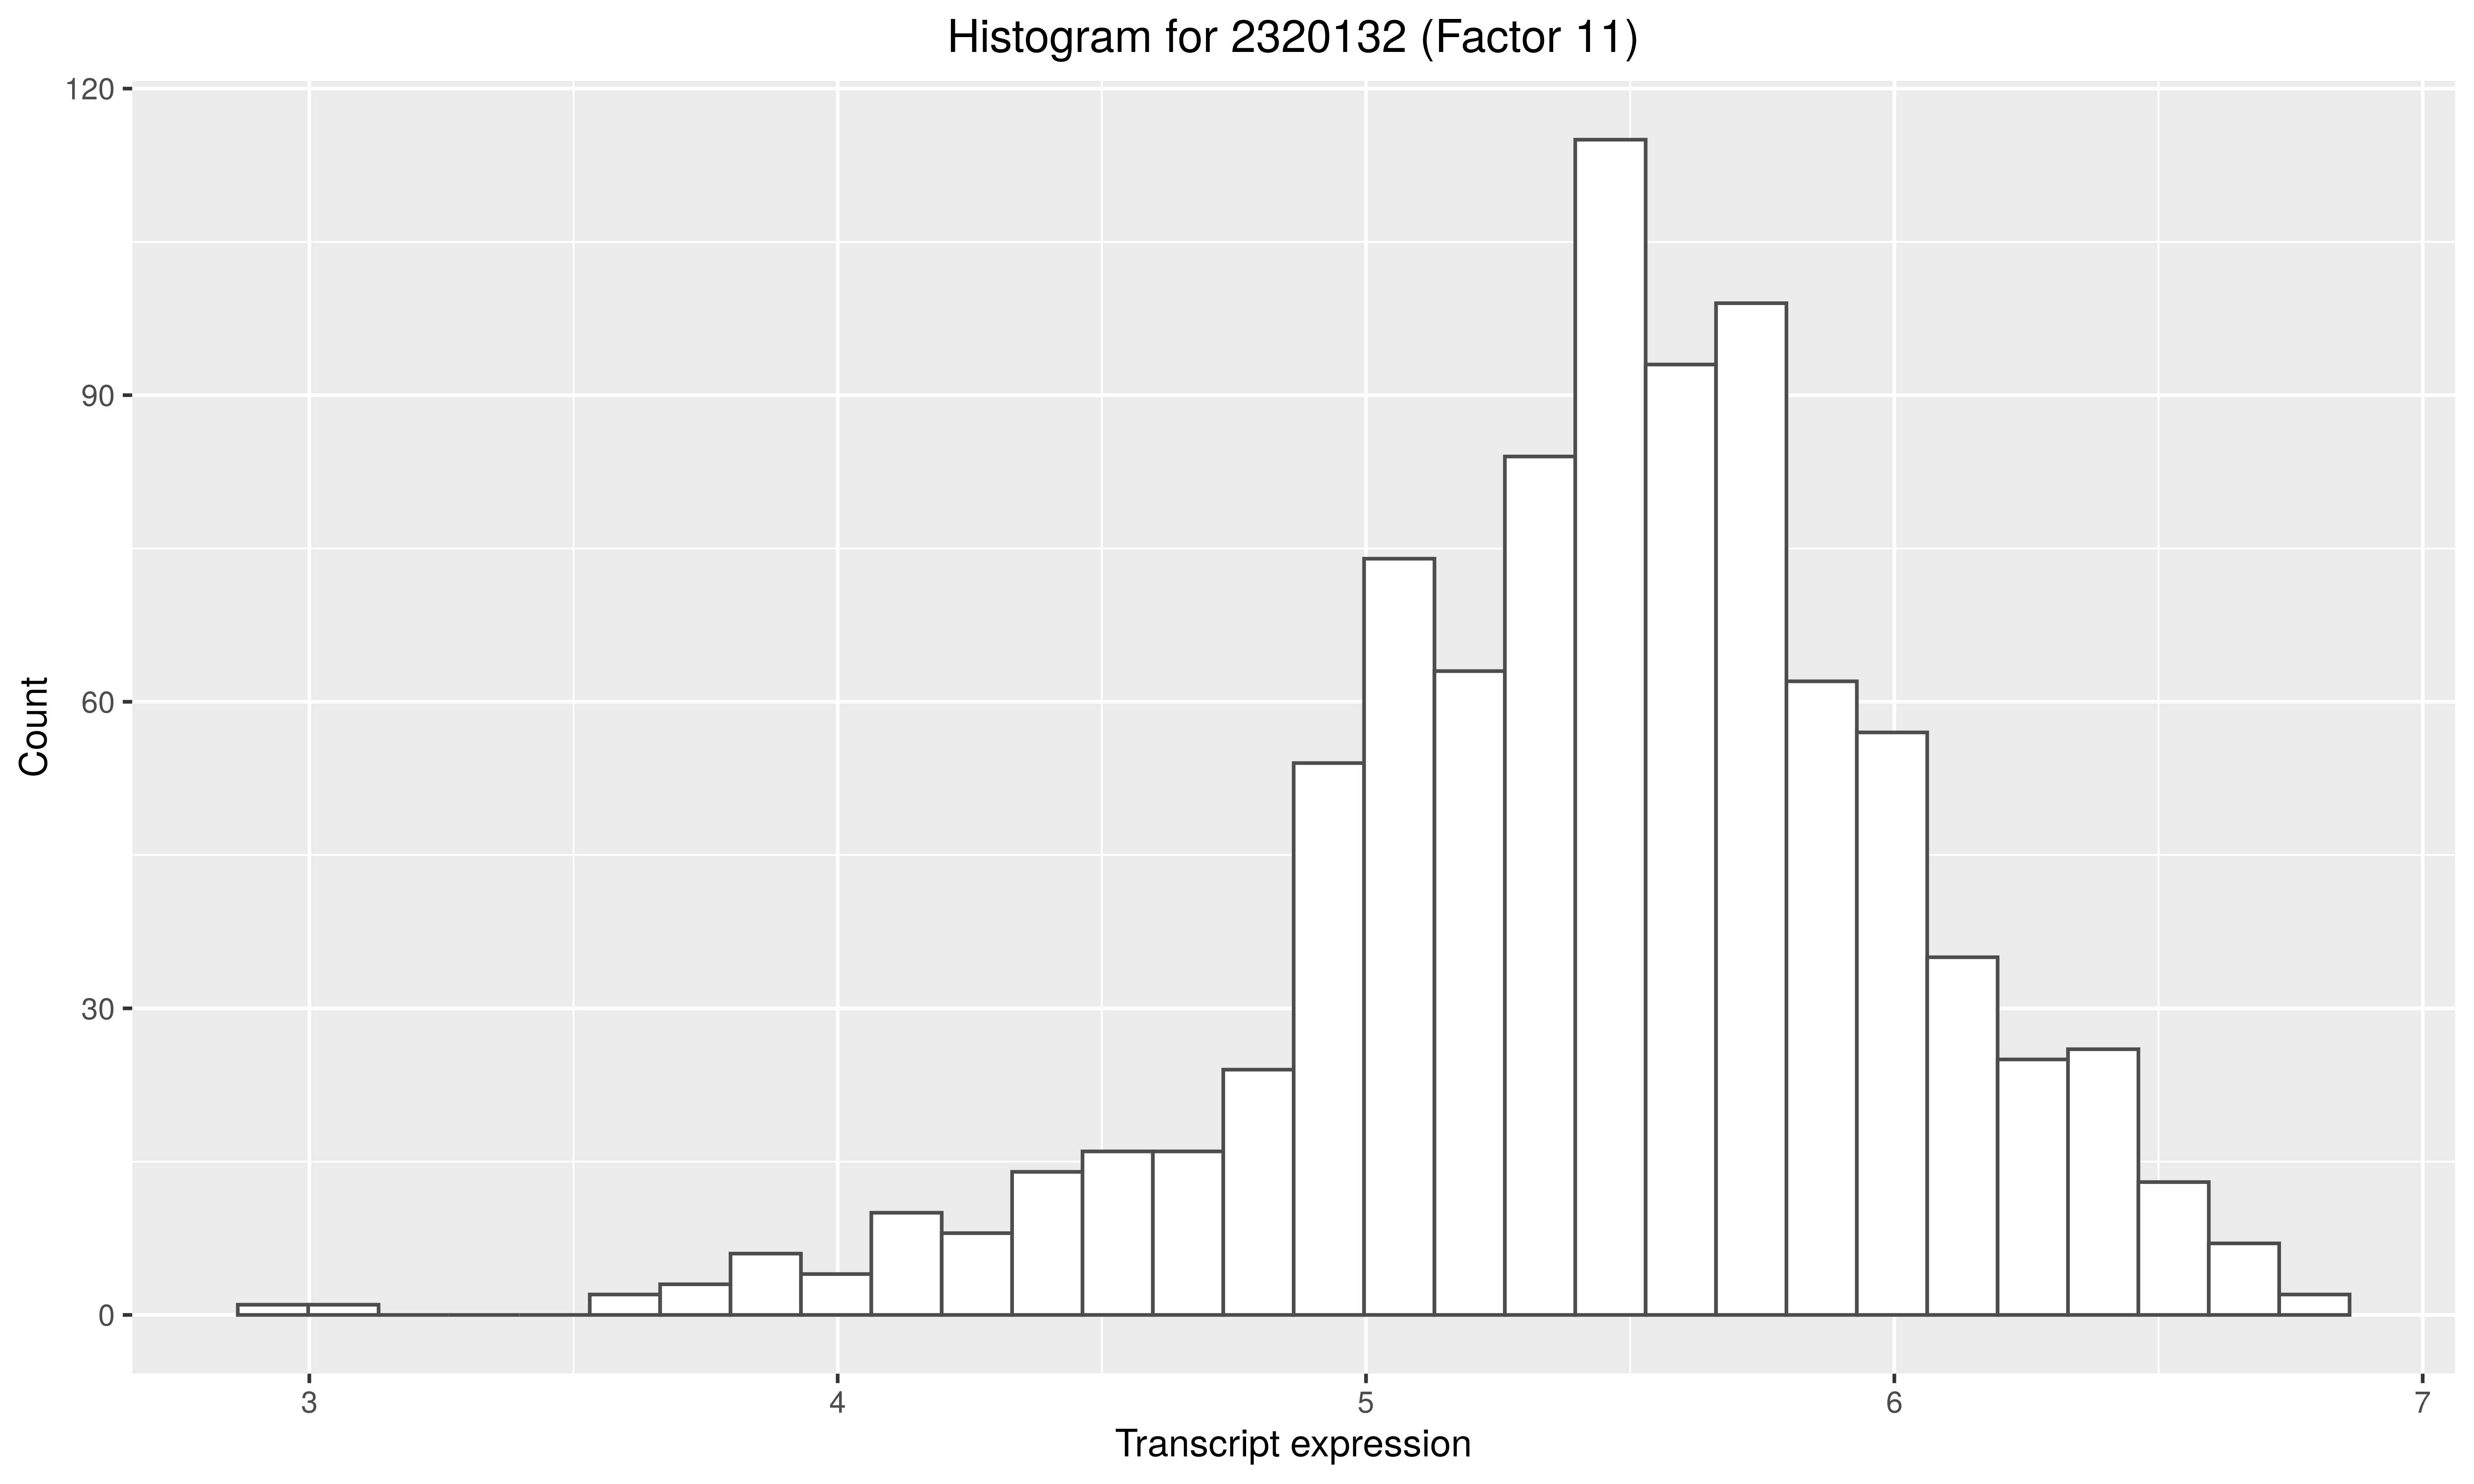 Histogram for 2320132 (Factor 11)
120
90
60
30
0
Count
3 4 5 6 7
Transcript expression